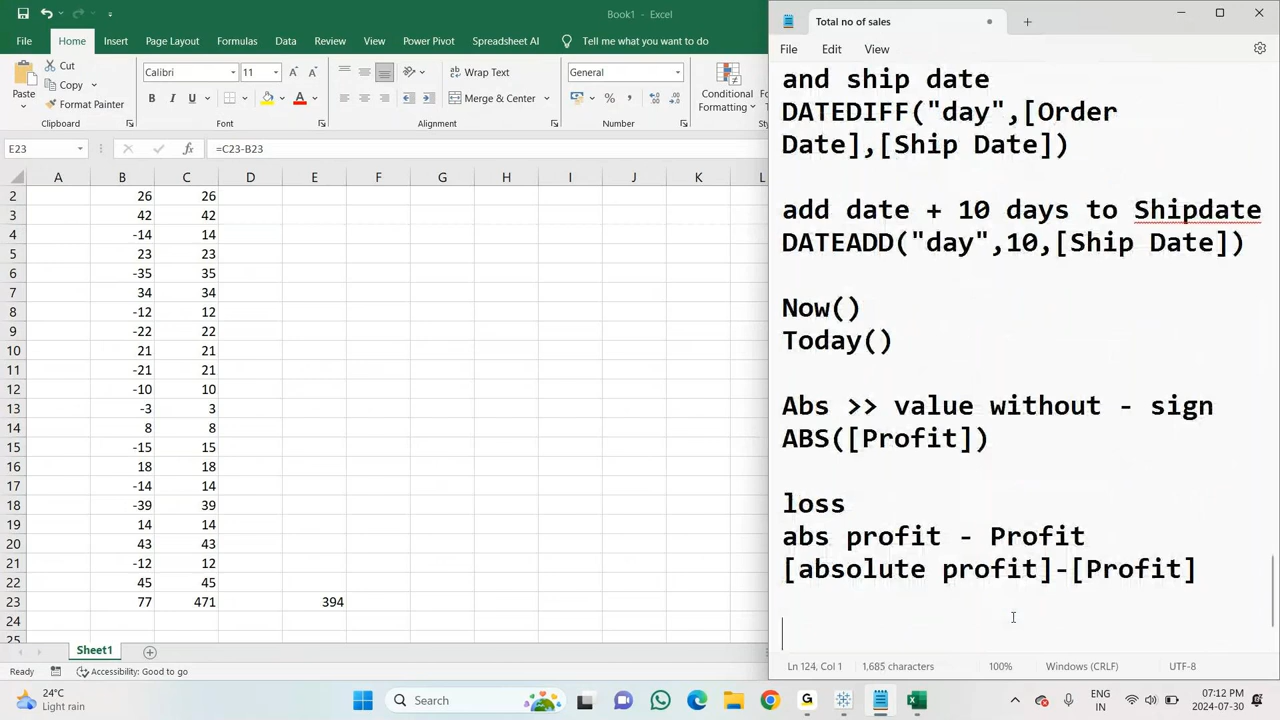 Book1 - Excel
File Home Insert Page Layout Formulas Data Review View Power Pivot Spreadsheet AI Tell me what you want to do
Paste
Cut
Copy
Format Painter
Clipboard
Calibri 11
B I U
Font
Wrap Text
Merge & Center
Alignment
General
% ,
Number
Conditional
Formatting
E23 fx =C23-B23
A B C D E F G H I J K L
2 26 26
3 42 42
4 -14 14
5 23 23
6 -35 35
7 34 34
8 12 12
9 -22 22
10 21 21
11 -21 21
12 -10 10
13 -3 3
14 8 8
15 -15 15
16 18 18
17 -14 14
18 -39 39
19 14 14
20 43 43
21 -12 12
22 45 45
23 77 471 394
24
25
Sheet1
Ready Accessibility: Good to go
Total no of sales
File Edit View
and ship date
DATEDIFF("day",[Order
Date],[Ship Date])
add date + 10 days to Shipdate
DATEADD("day",10,[Ship Date])
Now()
Today()
Abs >> value without - sign
ABS([Profit])
loss
abs profit - Profit
[absolute profit]-[Profit]
Ln 124, Col 1 1,685 characters 100% Windows (CRLF) UTF-8
24°C
Light rain
Search
ENG
IN
07:12 PM
2024-07-30